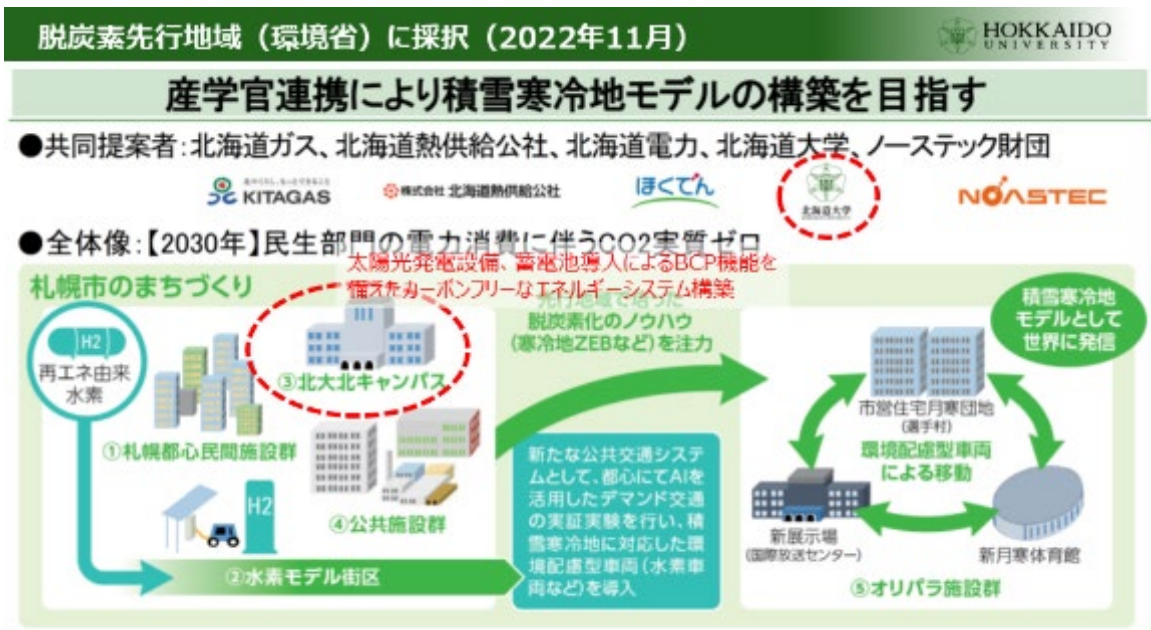 脱炭素先行地域（環境省）に採択（2022年11月）
HOKKAIDO
UNIVERSITY
産学官連携により積雪寒冷地モデルの構築を目指す
●共同提案者：北海道ガス、北海道熱供給公社、北海道電力、北海道大学、ノーステック財団
KITAGAS
株式会社 北海道熱供給公社
ほくでん
北海道大学
NOASTEC
●全体像：【2030年】民生部門の電力消費に伴うCO2実質ゼロ
太陽光発電設備、蓄電池導入によるBCP機能を
備えたカーボンフリーなエネルギーシステム構築
札幌市のまちづくり
H2
再エネ由来
水素
①札幌都心民間施設群
③北大北キャンパス
④公共施設群
H2
②水素モデル街区
脱炭素化のノウハウ
（寒冷地ZEBなど）を注力
新たな公共交通システ
ムとして、都心にてAIを
活用したデマンド交通
の実証実験を行い、積
雪寒冷地に対応した環
境配慮型車両（水素車
両など）を導入
積雪寒冷地
モデルとして
世界に発信
市営住宅月寒団地
（選手村）
環境配慮型車両
による移動
新展示場
（国際放送センター）
新月寒体育館
⑤オリパラ施設群